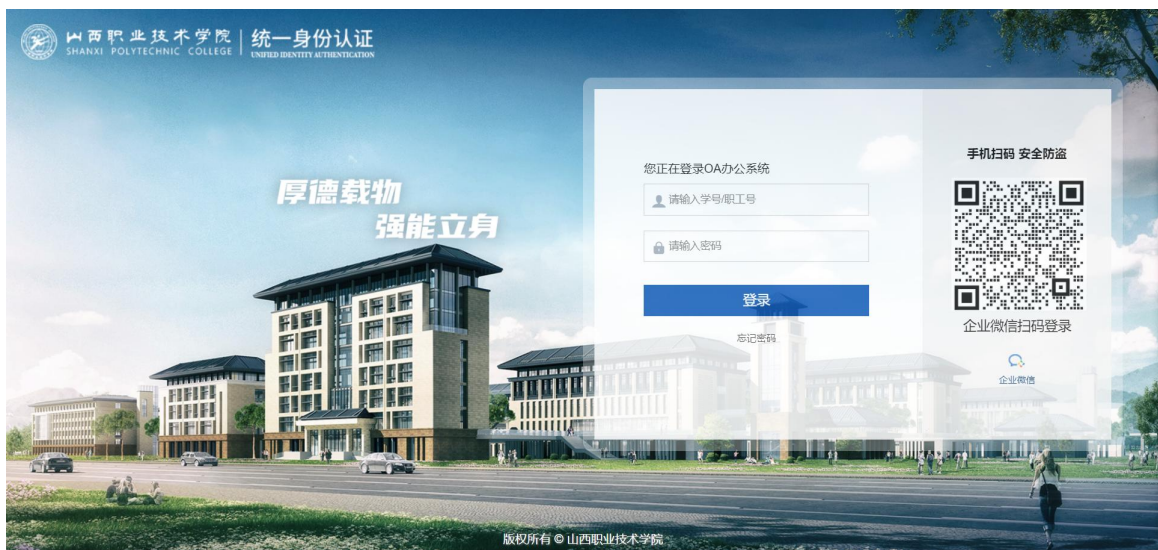 山西职业技术学院
SHANXI POLYTECHNIC COLLEGE
统一身份认证
UNIFIED IDENTITY AUTHENTICATION
厚德载物
强能立身
您正在登录OA办公系统
请输入学号/职工号
请输入密码
登录
忘记密码
手机扫码 安全防盗
企业微信扫码登录
企业微信
版权所有 © 山西职业技术学院